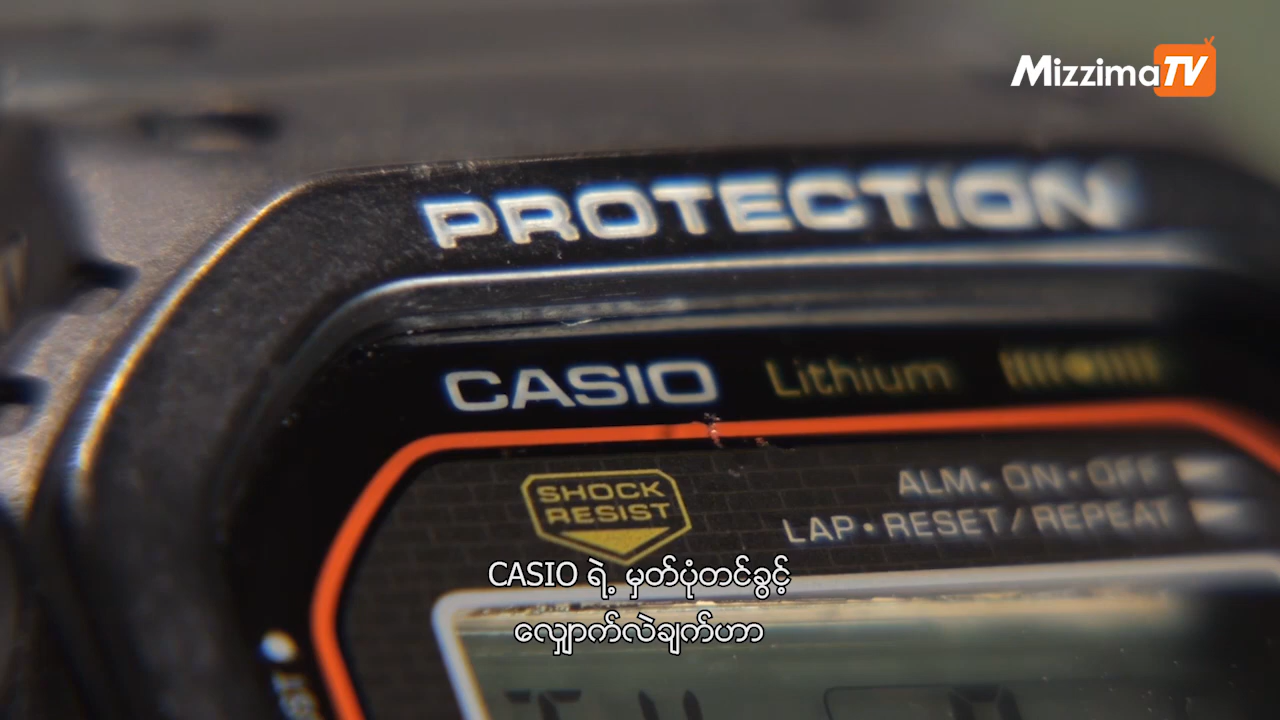 MizzimaTV
PROTECTION
CASIO Lithium
SHOCK
RESIST
ALM. ON·OFF
LAP·RESET/REPEAT
CASIO ရဲ့ မှတ်ပုံတင်ခွင့်
လျှောက်လဲချက်ဟာ